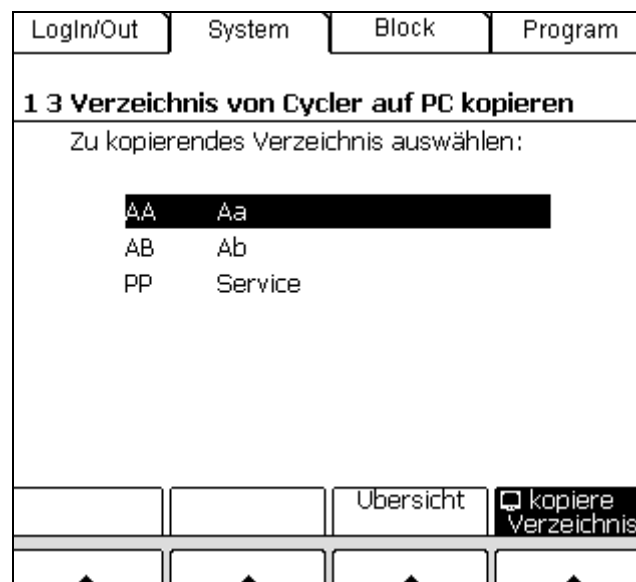 LogIn/Out System Block Program
1 3 Verzeichnis von Cycler auf PC kopieren
Zu kopierendes Verzeichnis auswählen:
AA Aa
AB Ab
PP Service
Ubersicht kopiere
Verzeichnis